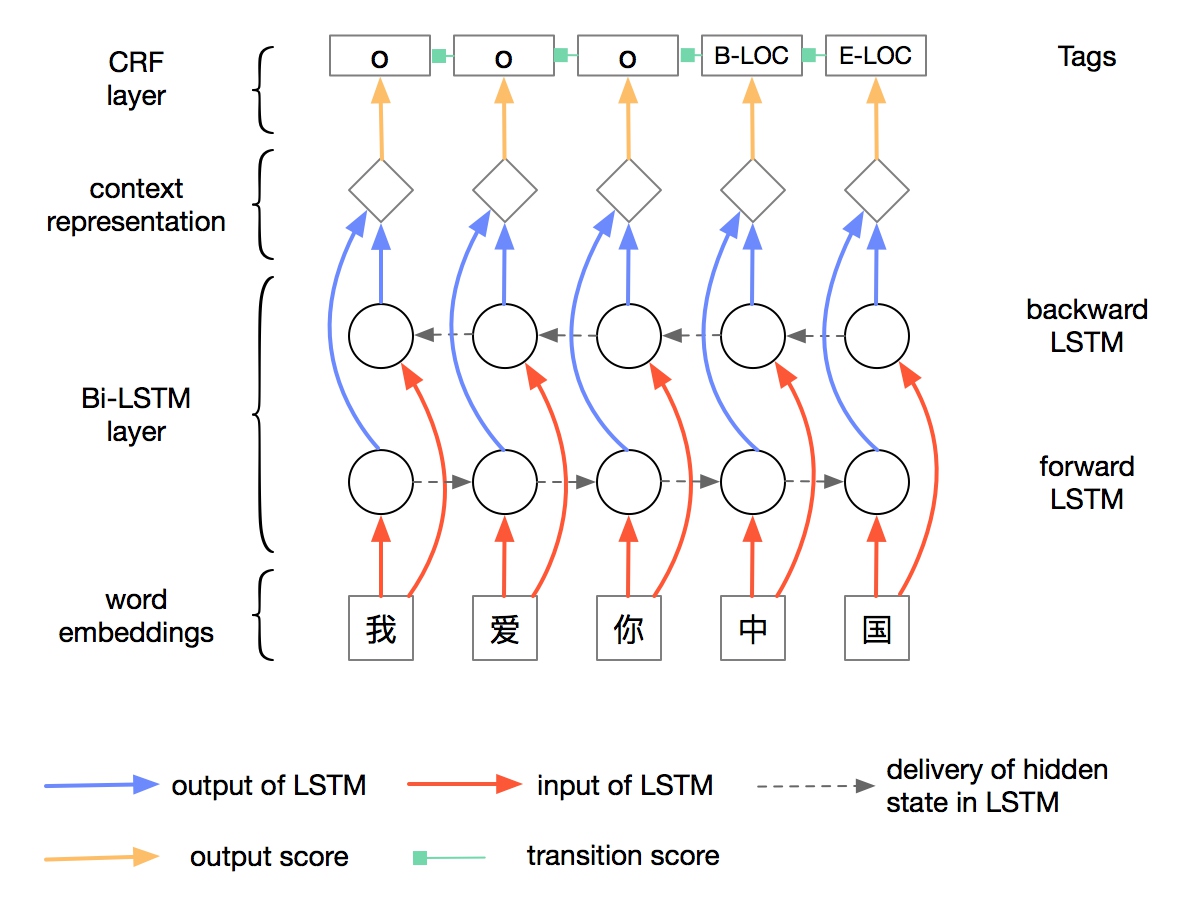 CRF
layer
o
o
o
B-LOC
E-LOC
Tags
context
representation
backward
LSTM
Bi-LSTM
layer
forward
LSTM
word
embeddings
我
爱
你
中
国
output of LSTM
input of LSTM
delivery of hidden
state in LSTM
output score
transition score